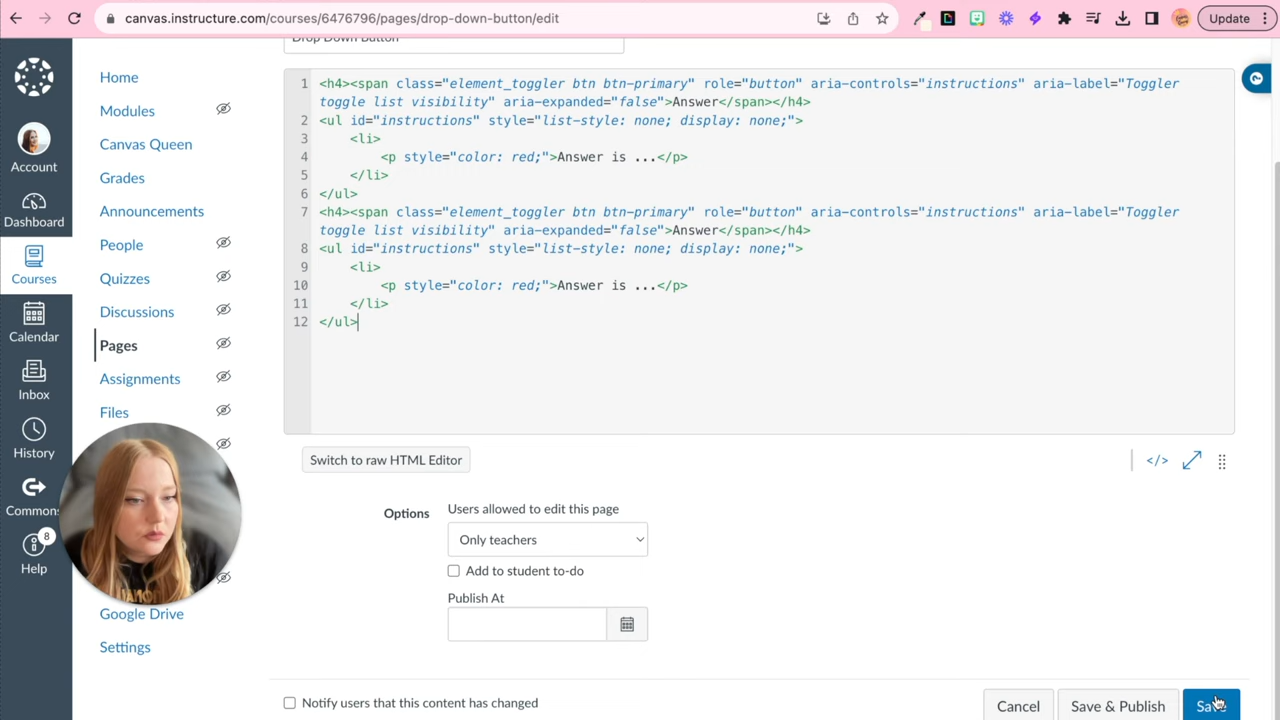 canvas.instructure.com/courses/6476796/pages/drop-down-button/edit
Update
Drop Down Button
Account
Dashboard
Courses
Calendar
Inbox
History
Commons
8
Help
Home
Modules
Canvas Queen
Grades
Announcements
People
Quizzes
Discussions
Pages
Assignments
Files
Google Drive
Settings
1 <h4><span class="element_toggler btn btn-primary" role="button" aria-controls="instructions" aria-label="Toggler
toggle list visibility" aria-expanded="false">Answer</span></h4>
2 <ul id="instructions" style="list-style: none; display: none;">
3 <li>
4 <p style="color: red;">Answer is ...</p>
5 </li>
6 </ul>
7 <h4><span class="element_toggler btn btn-primary" role="button" aria-controls="instructions" aria-label="Toggler
toggle list visibility" aria-expanded="false">Answer</span></h4>
8 <ul id="instructions" style="list-style: none; display: none;">
9 <li>
10 <p style="color: red;">Answer is ...</p>
11 </li>
12 </ul>
Switch to raw HTML Editor
</>
Options
Users allowed to edit this page
Only teachers
Add to student to-do
Publish At
Notify users that this content has changed
Cancel
Save & Publish
Save